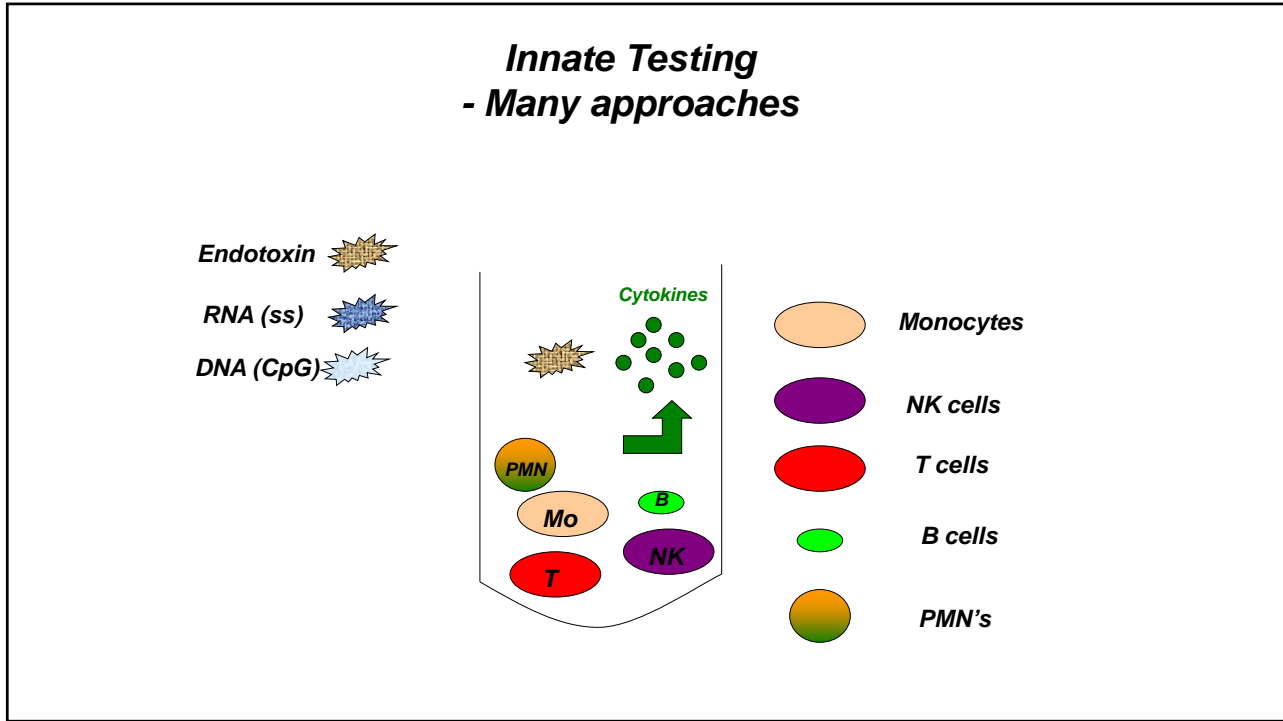 Innate Testing
- Many approaches
Endotoxin
RNA (ss)
DNA (CpG)
Cytokines
PMN
Mo
B
T
NK
Monocytes
NK cells
T cells
B cells
PMN's